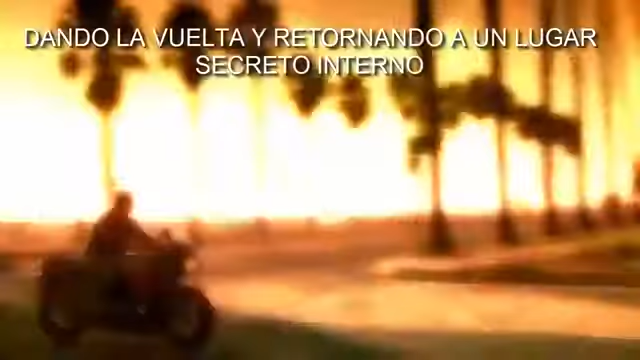 DANDO LA VUELTA Y RETORNANDO A UN LUGAR
SECRETO INTERNO